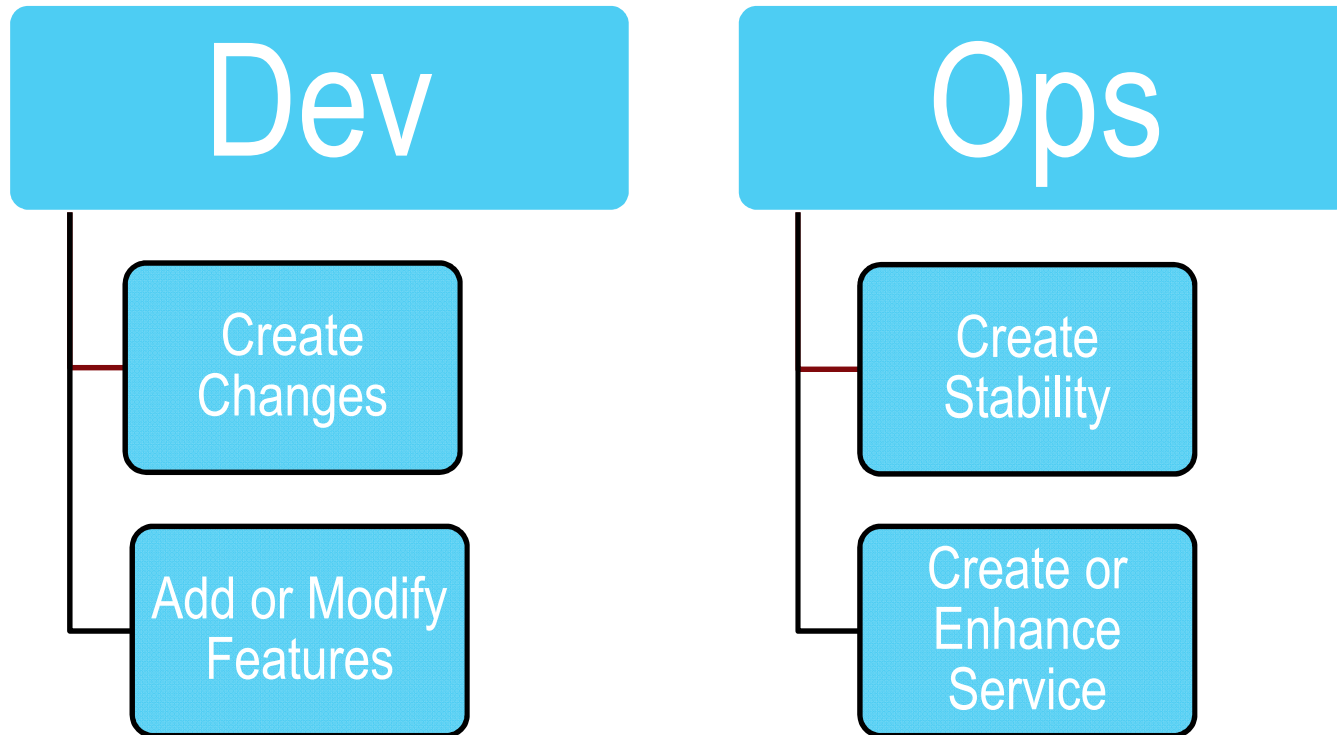 Dev
Create
Changes
Add or Modify
Features
Ops
Create
Stability
Create or
Enhance
Service